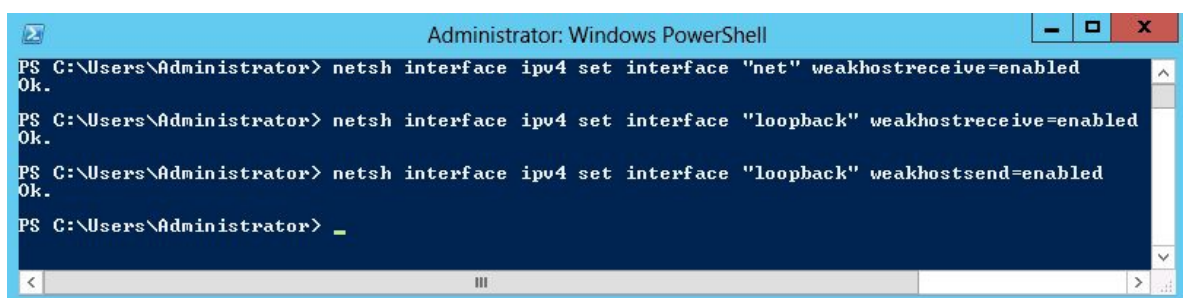 Administrator: Windows PowerShell
PS C:\Users\Administrator> netsh interface ipv4 set interface "net" weakhostreceive=enabled
Ok.
PS C:\Users\Administrator> netsh interface ipv4 set interface "loopback" weakhostreceive=enabled
Ok.
PS C:\Users\Administrator> netsh interface ipv4 set interface "loopback" weakhostsend=enabled
Ok.
PS C:\Users\Administrator> _